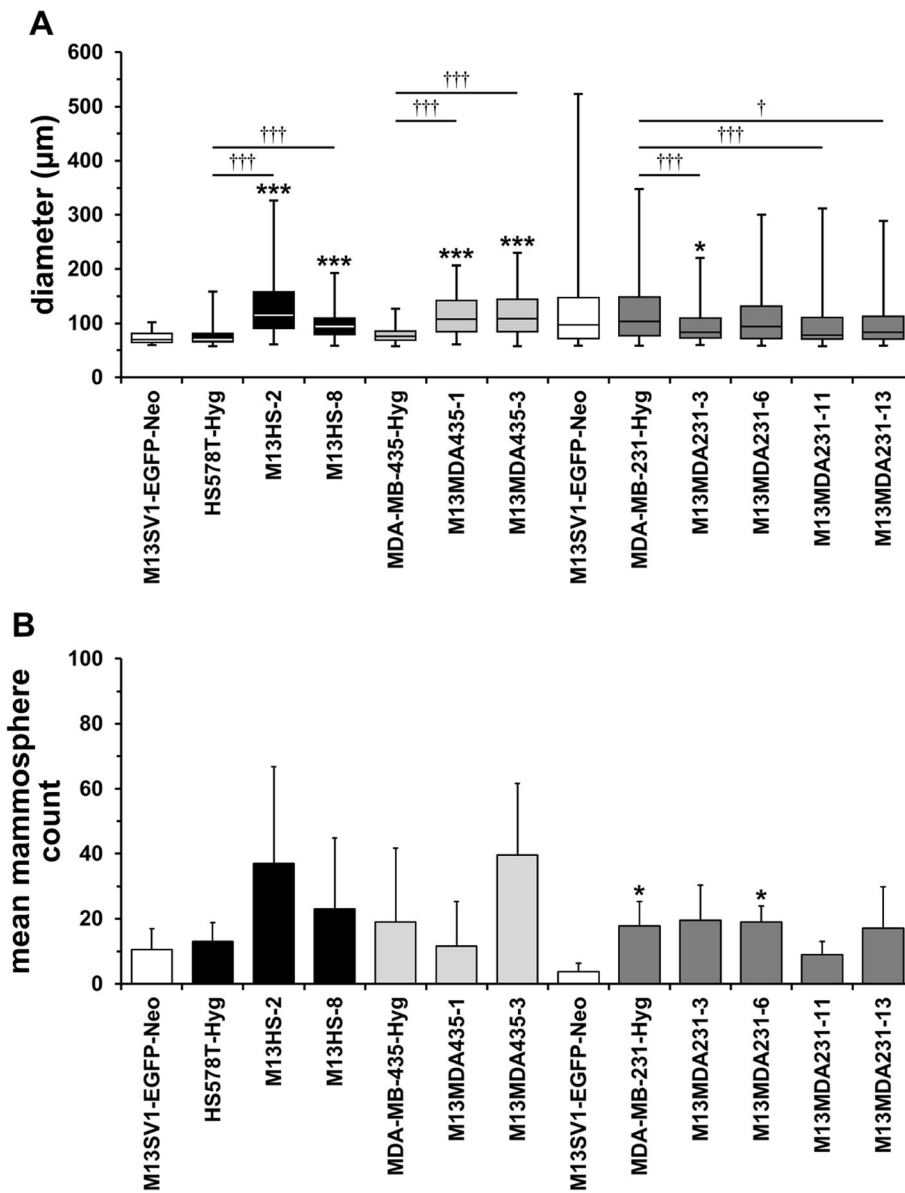 A
diameter (µm)
600
500
400
300
200
100
0
†††
†††
***
***
†††
†††
***
***
†
†††
†††
*
M13SV1-EGFP-Neo
HS578T-Hyg
M13HS-2
M13HS-8
MDA-MB-435-Hyg
M13MDA435-1
M13MDA435-3
M13SV1-EGFP-Neo
MDA-MB-231-Hyg
M13MDA231-3
M13MDA231-6
M13MDA231-11
M13MDA231-13
B
mean mammosphere
count
100
80
60
40
20
0
*
*
M13SV1-EGFP-Neo
HS578T-Hyg
M13HS-2
M13HS-8
MDA-MB-435-Hyg
M13MDA435-1
M13MDA435-3
M13SV1-EGFP-Neo
MDA-MB-231-Hyg
M13MDA231-3
M13MDA231-6
M13MDA231-11
M13MDA231-13